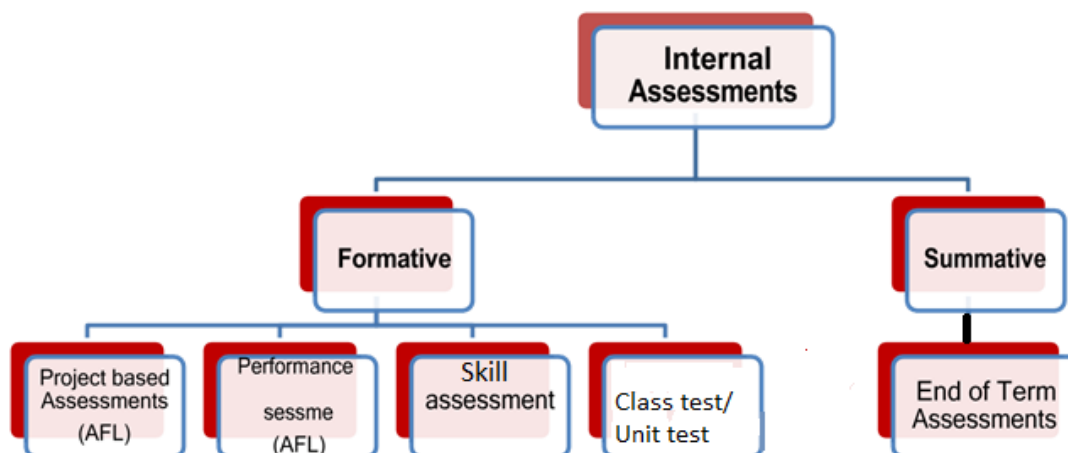 Internal
Assessments
Formative
Summative
Project based
Assessments
(AFL)
Performance
sessme
(AFL)
Skill
assessment
Class test/
Unit test
End of Term
Assessments